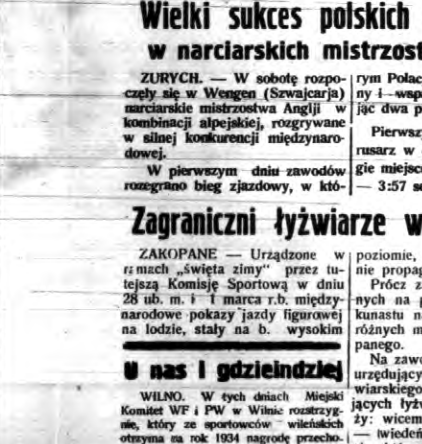 Wielki sukces polskich
w narciarskich mistrzost
ZURYCH. — W sobotę rozpo-
częły się w Wengen (Szwajcarja)
narciarskie mistrzostwa Anglji w
kombinacji alpejskiej, rozgrywane
w silnej konkurencji międzynaro-
dowej.
W pierwszym dniu zawodów
rozegrano bieg zjazdowy, w któ-
rym Polac
ny i wsp
jąc dwa p
Pierwsz
rusarz w
gie miejsc
— 3:57 s
Zagraniczni łyżwiarze w
ZAKOPANE — Urządzone w
ramach „święta zimy" przez tu-
tejszą Komisję Sportową w dniu
28 ub. m. i 1 marca r.b. między-
narodowe pokazy jazdy figurowej
na lodzie, stały na b. wysokim
poziomie,
nie propag
Prócz z
nych na p
kunastu n
różnych m
panego.
Na zawo
urzędujący
wiarskiego
jących łyż
ży: wicem
— (wiedeń
U nas i gdzieindziej
WILNO. W tych dniach Miejski
Komitet WF i PW w Wilnie rozstrzyg-
nie, który ze sportowców wileńskich
otrzyma na rok 1934 nagrodę przecho-